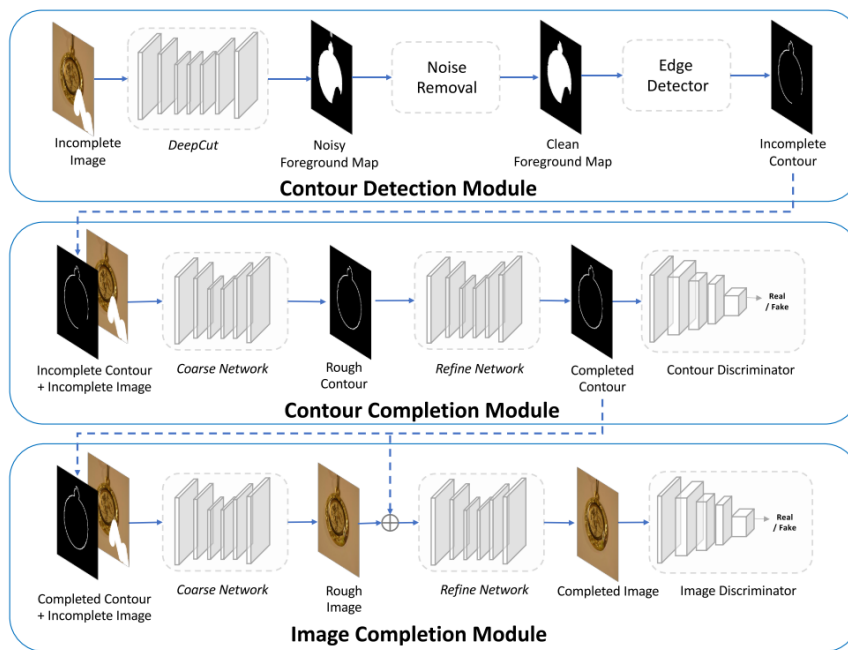 Incomplete
Image
DeepCut
Noisy
Foreground Map
Noise
Removal
Clean
Foreground Map
Edge
Detector
Incomplete
Contour
Contour Detection Module
Incomplete Contour
+ Incomplete Image
Coarse Network
Rough
Contour
Refine Network
Completed
Contour
Real
/ Fake
Contour Discriminator
Contour Completion Module
Completed Contour
+ Incomplete Image
Coarse Network
Rough
Image
Refine Network
Completed Image
Real
/ Fake
Image Discriminator
Image Completion Module